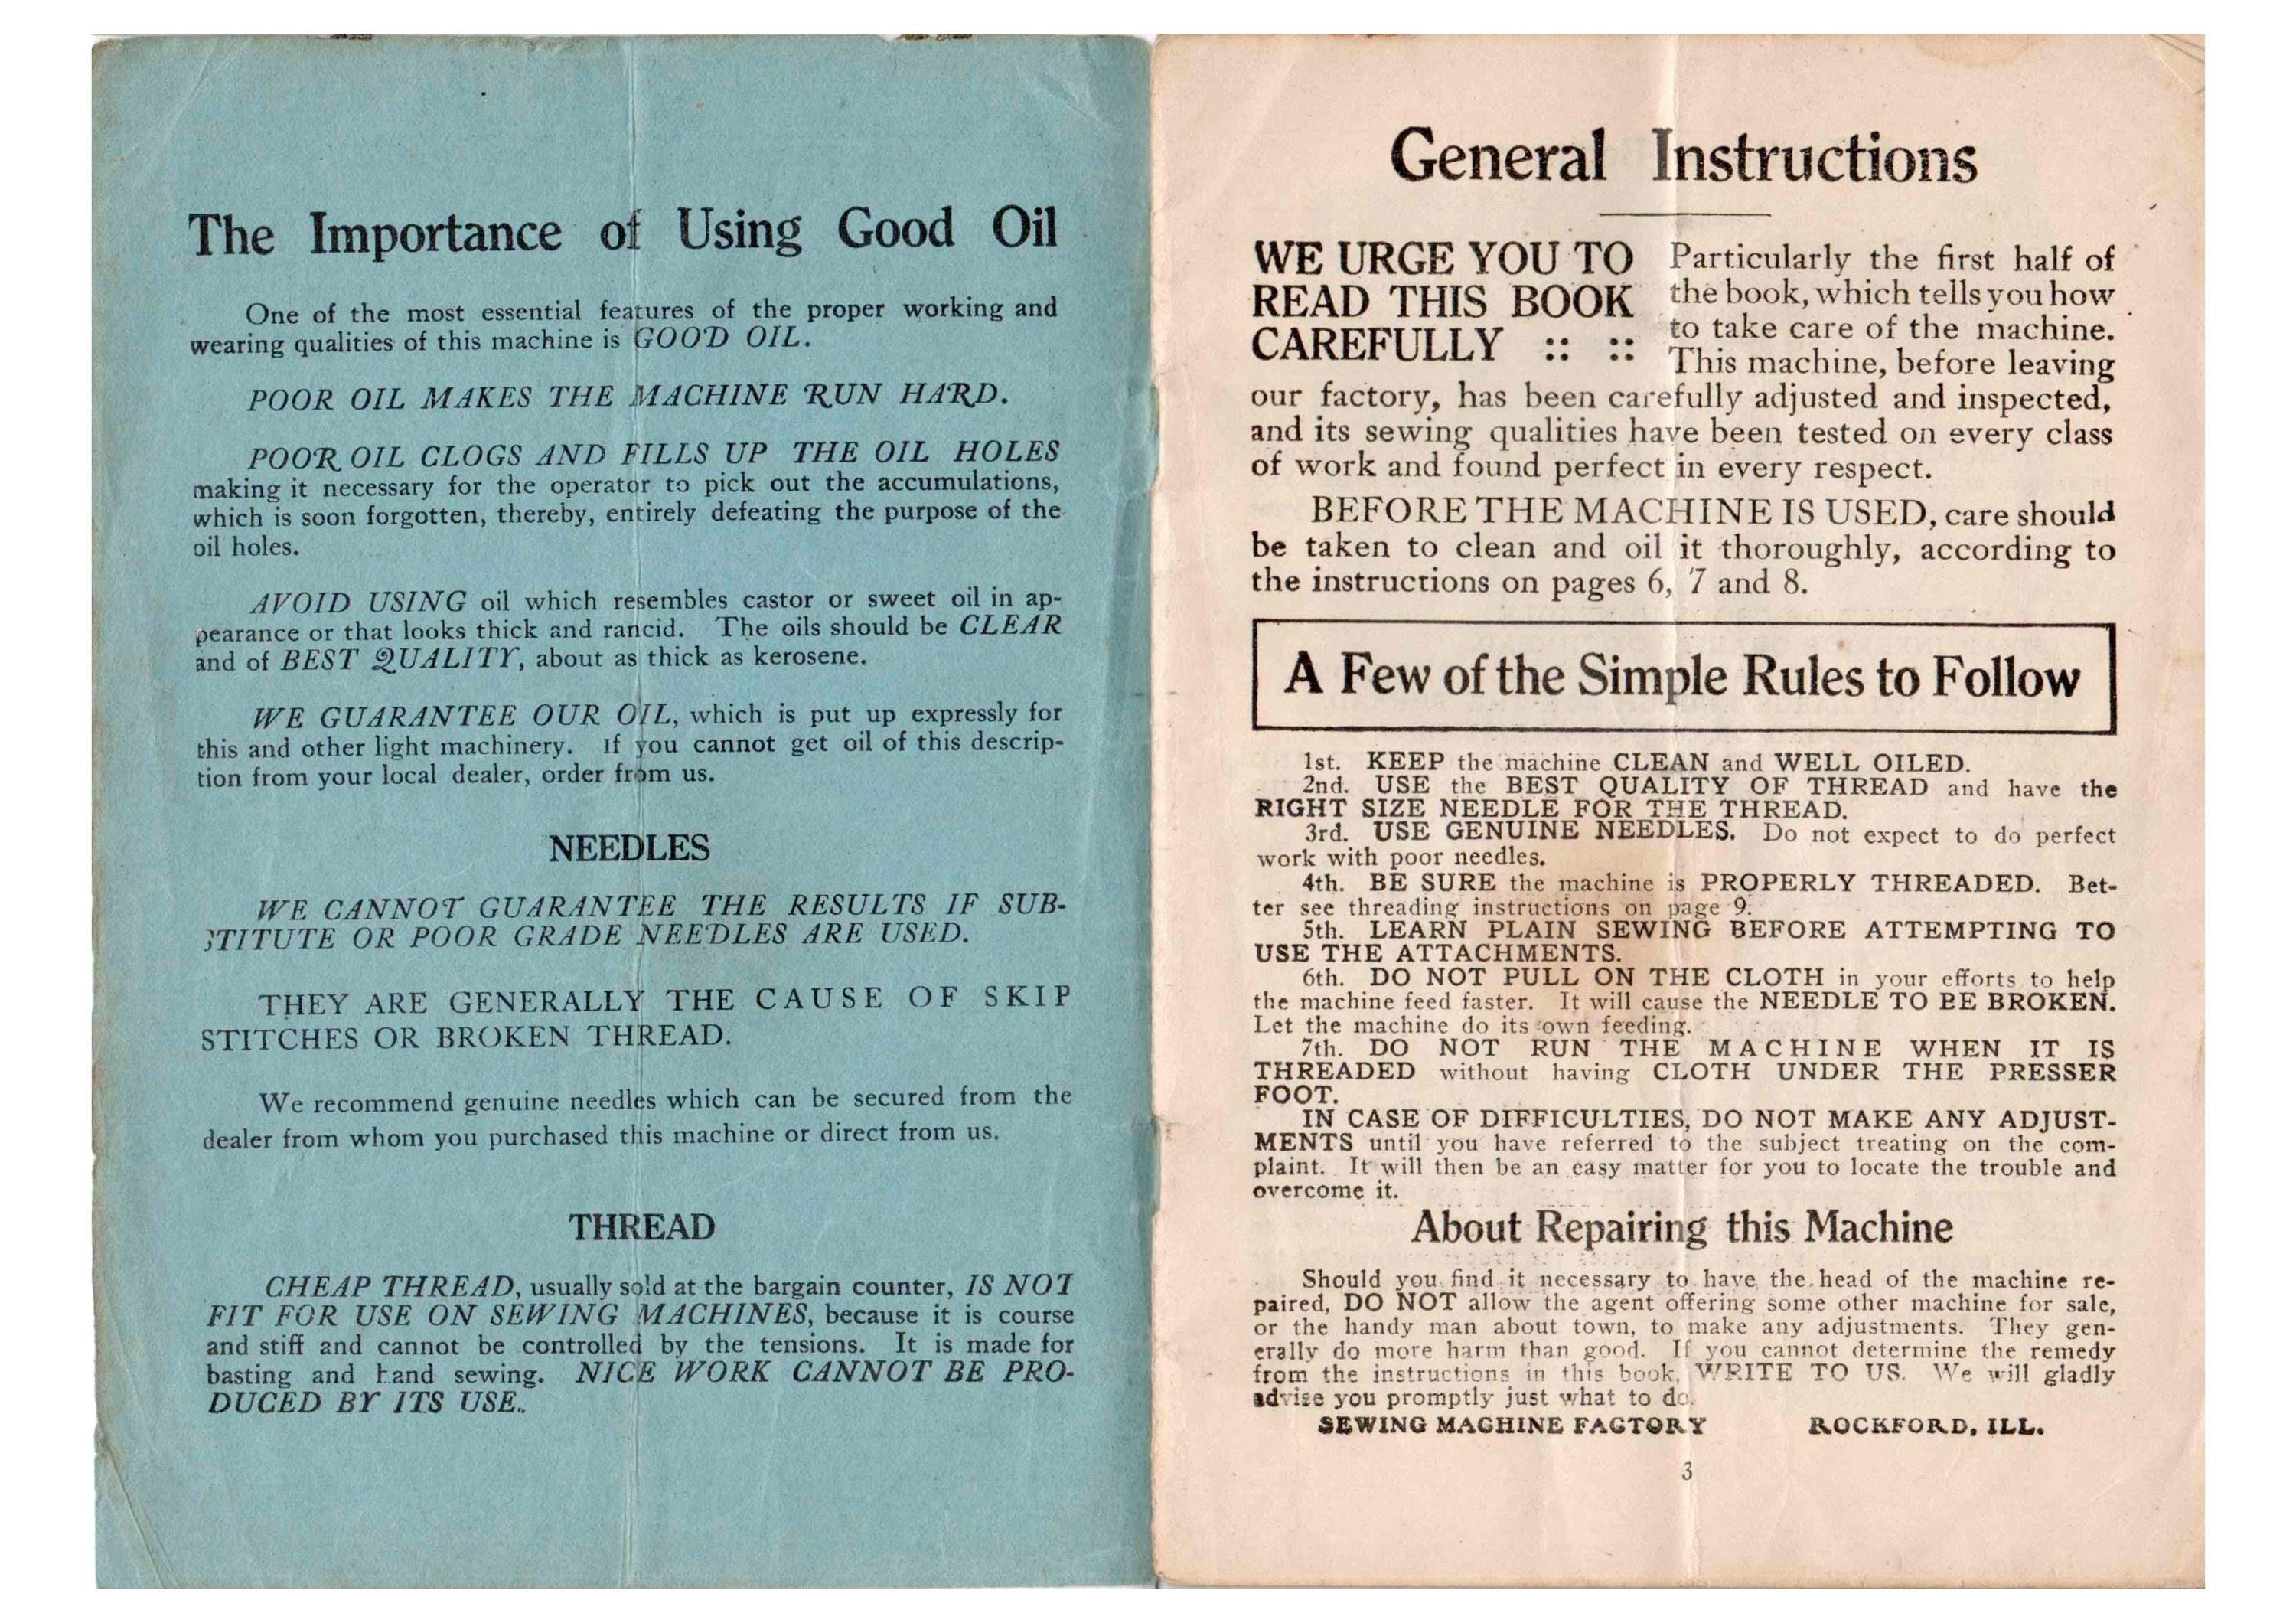 The Importance of Using Good Oil
One of the most essential features of the proper working and
wearing qualities of this machine is GOOD OIL.
POOR OIL MAKES THE MACHINE RUN HARD.
POOR OIL CLOGS AND FILLS UP THE OIL HOLES
making it necessary for the operator to pick out the accumulations,
which is soon forgotten, thereby, entirely defeating the purpose of the
oil holes.
AVOID USING oil which resembles castor or sweet oil in ap-
pearance or that looks thick and rancid. The oils should be CLEAR
and of BEST QUALITY, about as thick as kerosene.
WE GUARANTEE OUR OIL, which is put up expressly for
this and other light machinery. If you cannot get oil of this descrip-
tion from your local dealer, order from us.
NEEDLES
WE CANNOT GUARANTEE THE RESULTS IF SUB-
STITUTE OR POOR GRADE NEEDLES ARE USED.
THEY ARE GENERALLY THE CAUSE OF SKIP
STITCHES OR BROKEN THREAD.
We recommend genuine needles which can be secured from the
dealer from whom you purchased this machine or direct from us.
THREAD
CHEAP THREAD, usually sold at the bargain counter, IS NOT
FIT FOR USE ON SEWING MACHINES, because it is course
and stiff and cannot be controlled by the tensions. It is made for
basting and hand sewing. NICE WORK CANNOT BE PRO-
DUCED BY ITS USE.
General Instructions
WE URGE YOU TO
READ THIS BOOK
CAREFULLY :: ::
Particularly the first half of
the book, which tells you how
to take care of the machine.
This machine, before leaving
our factory, has been carefully adjusted and inspected,
and its sewing qualities have been tested on every class
of work and found perfect in every respect.
BEFORE THE MACHINE IS USED, care should
be taken to clean and oil it thoroughly, according to
the instructions on pages 6, 7 and 8.
A Few of the Simple Rules to Follow
1st. KEEP the machine CLEAN and WELL OILED.
2nd. USE the BEST QUALITY OF THREAD and have the
RIGHT SIZE NEEDLE FOR THE THREAD.
3rd. USE GENUINE NEEDLES. Do not expect to do perfect
work with poor needles.
4th. BE SURE the machine is PROPERLY THREADED. Bet-
ter see threading instructions on page 9.
5th. LEARN PLAIN SEWING BEFORE ATTEMPTING TO
USE THE ATTACHMENTS.
6th. DO NOT PULL ON THE CLOTH in your efforts to help
the machine feed faster. It will cause the NEEDLE TO BE BROKEN.
Let the machine do its own feeding.
7th. DO NOT RUN THE MACHINE WHEN IT IS
THREADED without having CLOTH UNDER THE PRESSER
FOOT.
IN CASE OF DIFFICULTIES, DO NOT MAKE ANY ADJUST-
MENTS until you have referred to the subject treating on the com-
plaint. It will then be an easy matter for you to locate the trouble and
overcome it.
About Repairing this Machine
Should you find it necessary to have the head of the machine re-
paired, DO NOT allow the agent offering some other machine for sale,
or the handy man about town, to make any adjustments. They gen-
erally do more harm than good. If you cannot determine the remedy
from the instructions in this book, WRITE TO US. We will gladly
advise you promptly just what to do.
SEWING MACHINE FACTORY ROCKFORD, ILL.
3